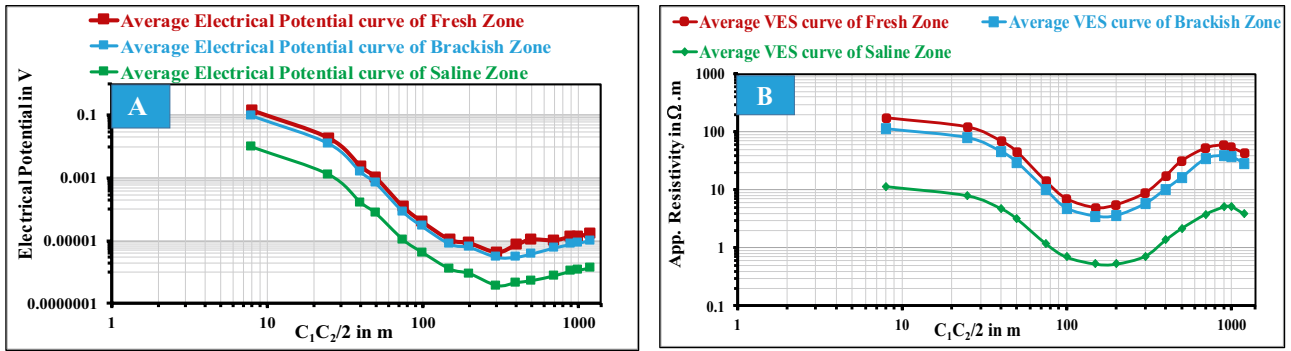 Average Electrical Potential curve of Fresh Zone
Average Electrical Potential curve of Brackish Zone
Average Electrical Potential curve of Saline Zone
A
Electrical Potential in V
0.1
0.001
0.00001
0.0000001
1
10
100
1000
C₁C₂/2 in m
Average VES curve of Fresh Zone
Average VES curve of Brackish Zone
Average VES curve of Saline Zone
B
App. Resistivity in Ω .m
1000
100
10
1
0.1
1
10
100
1000
C₁C₂/2 in m